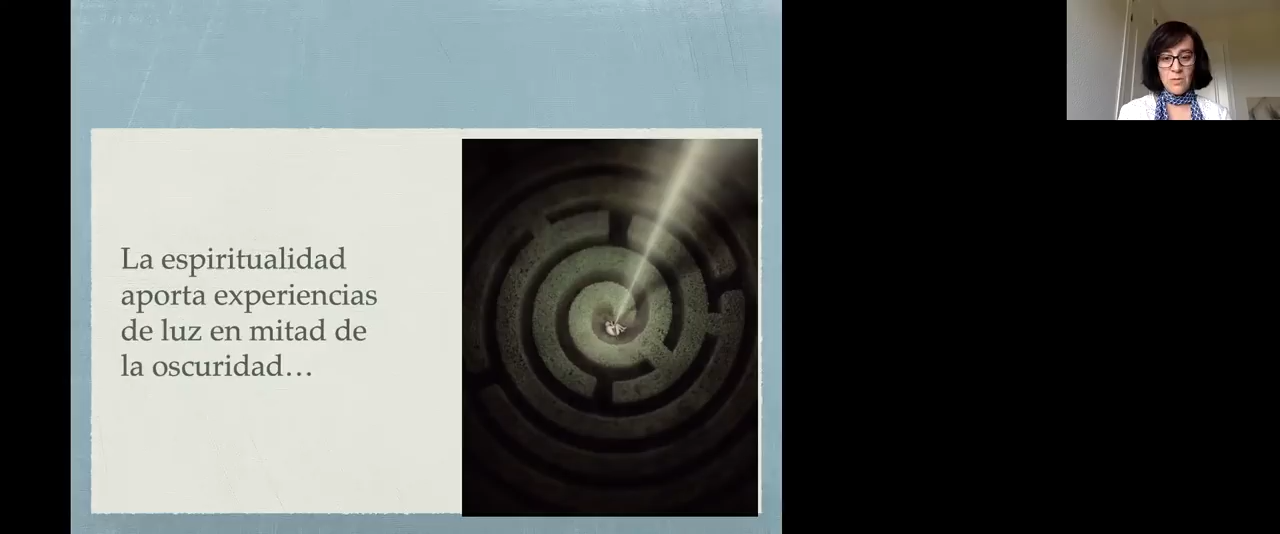 La espiritualidad
aporta experiencias
de luz en mitad de
la oscuridad…